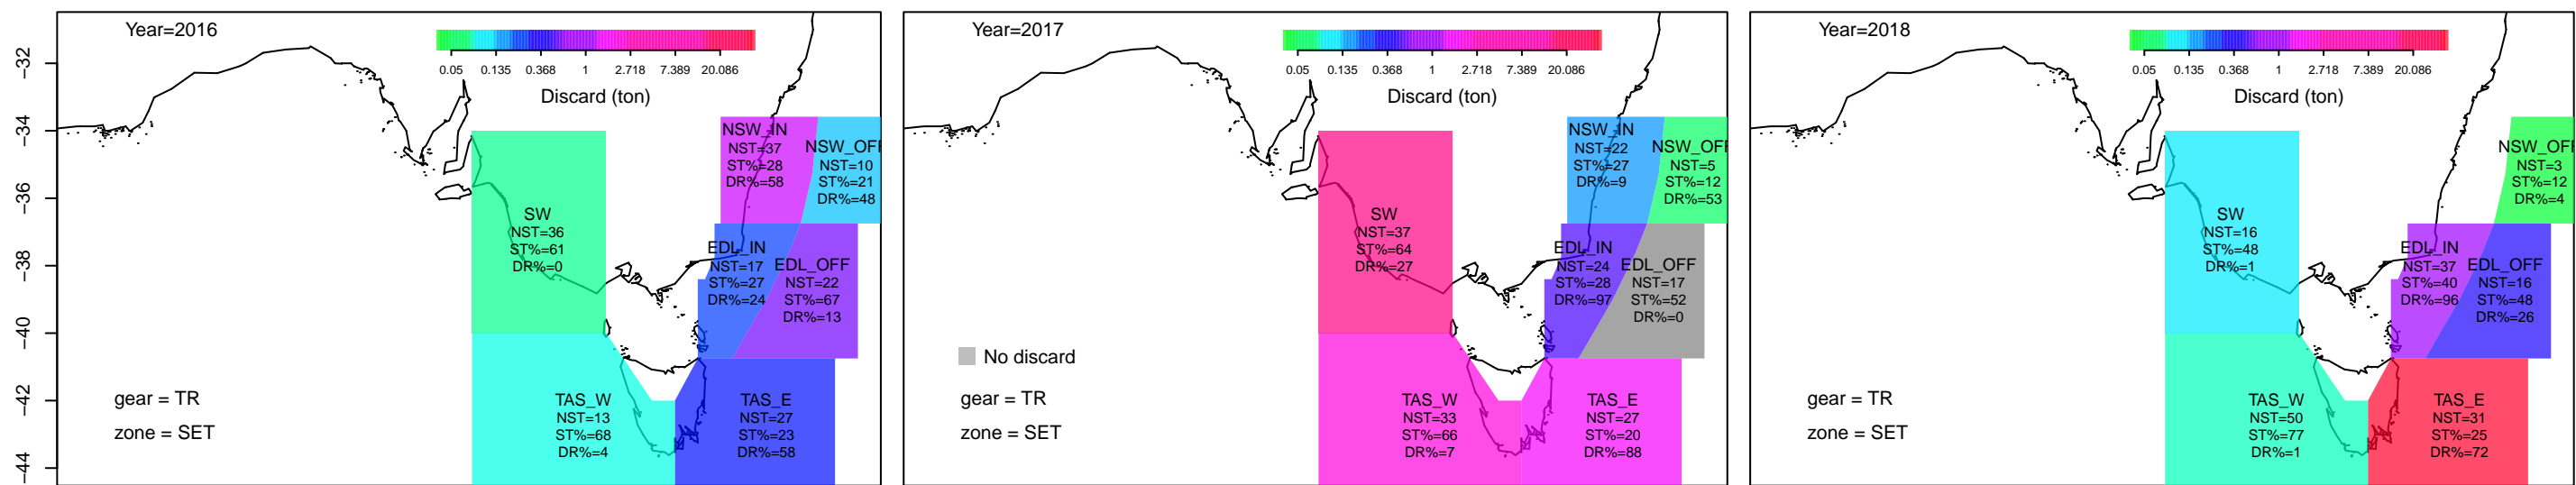 Year=2016
0.05 0.135 0.368 1 2.718 7.389 20.086
Discard (ton)
−32
−34
−36
−38
−40
−42
−44
NSW_IN
NST=37
ST%=28
DR%=58
NSW_OFF
NST=10
ST%=21
DR%=48
SW
NST=36
ST%=61
DR%=0
EDL_IN
NST=17
ST%=27
DR%=24
EDL_OFF
NST=22
ST%=67
DR%=13
gear = TR
zone = SET
TAS_W
NST=13
ST%=68
DR%=4
TAS_E
NST=27
ST%=23
DR%=58
Year=2017
0.05 0.135 0.368 1 2.718 7.389 20.086
Discard (ton)
NSW_IN
NST=22
ST%=27
DR%=9
NSW_OFF
NST=5
ST%=12
DR%=53
SW
NST=37
ST%=64
DR%=27
EDL_IN
NST=24
ST%=28
DR%=97
EDL_OFF
NST=17
ST%=52
DR%=0
No discard
gear = TR
zone = SET
TAS_W
NST=33
ST%=66
DR%=7
TAS_E
NST=27
ST%=20
DR%=88
Year=2018
0.05 0.135 0.368 1 2.718 7.389 20.086
Discard (ton)
NSW_OFF
NST=3
ST%=12
DR%=4
SW
NST=16
ST%=48
DR%=1
EDL_IN
NST=37
ST%=40
DR%=96
EDL_OFF
NST=16
ST%=48
DR%=26
gear = TR
zone = SET
TAS_W
NST=50
ST%=77
DR%=1
TAS_E
NST=31
ST%=25
DR%=72